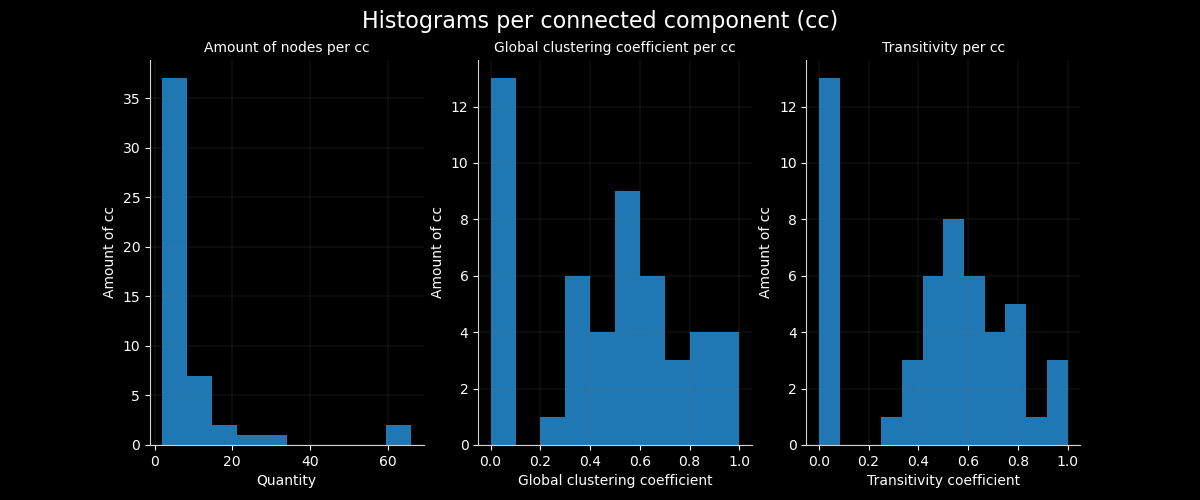 Histograms per connected component (cc)
Amount of nodes per cc
Amount of cc
35
30
25
20
15
10
5
0
0 20 40 60
Quantity
Global clustering coefficient per cc
Amount of cc
12
10
8
6
4
2
0
0.0 0.2 0.4 0.6 0.8 1.0
Global clustering coefficient
Transitivity per cc
Amount of cc
12
10
8
6
4
2
0
0.0 0.2 0.4 0.6 0.8 1.0
Transitivity coefficient